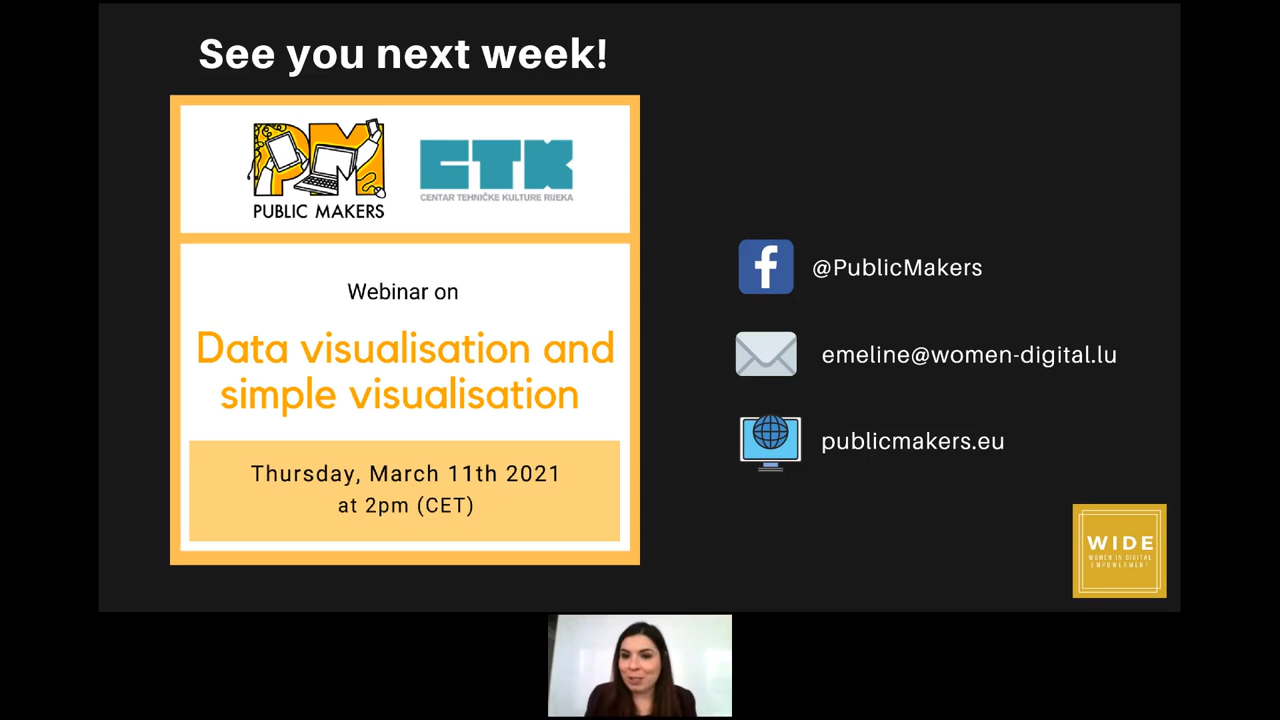 See you next week!
PM
PUBLIC MAKERS
CTK
CENTAR TEHNIČKE KULTURE RIJEKA
Webinar on
Data visualisation and
simple visualisation
Thursday, March 11th 2021
at 2pm (CET)
f
@PublicMakers
emeline@women-digital.lu
publicmakers.eu
WIDE
WOMEN IN DIGITAL
EMPOWERMENT